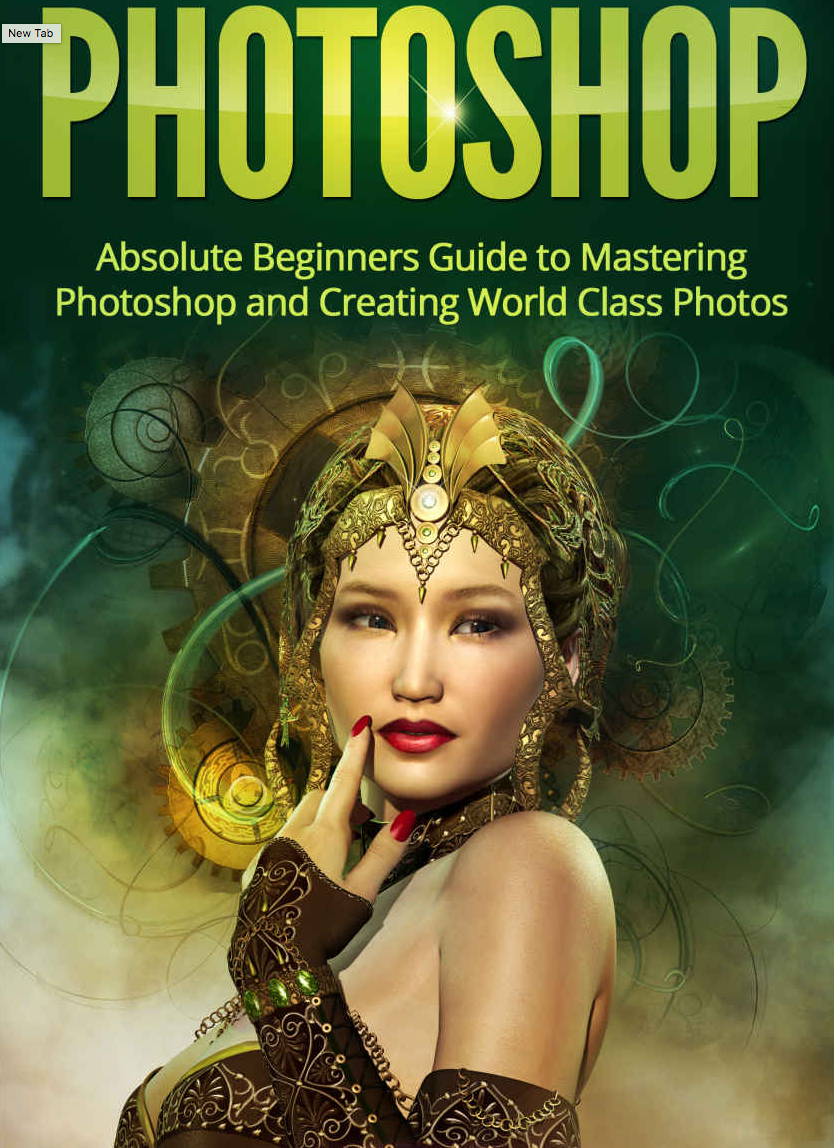 New Tab
PHOTOSHOP
Absolute Beginners Guide to Mastering
Photoshop and Creating World Class Photos